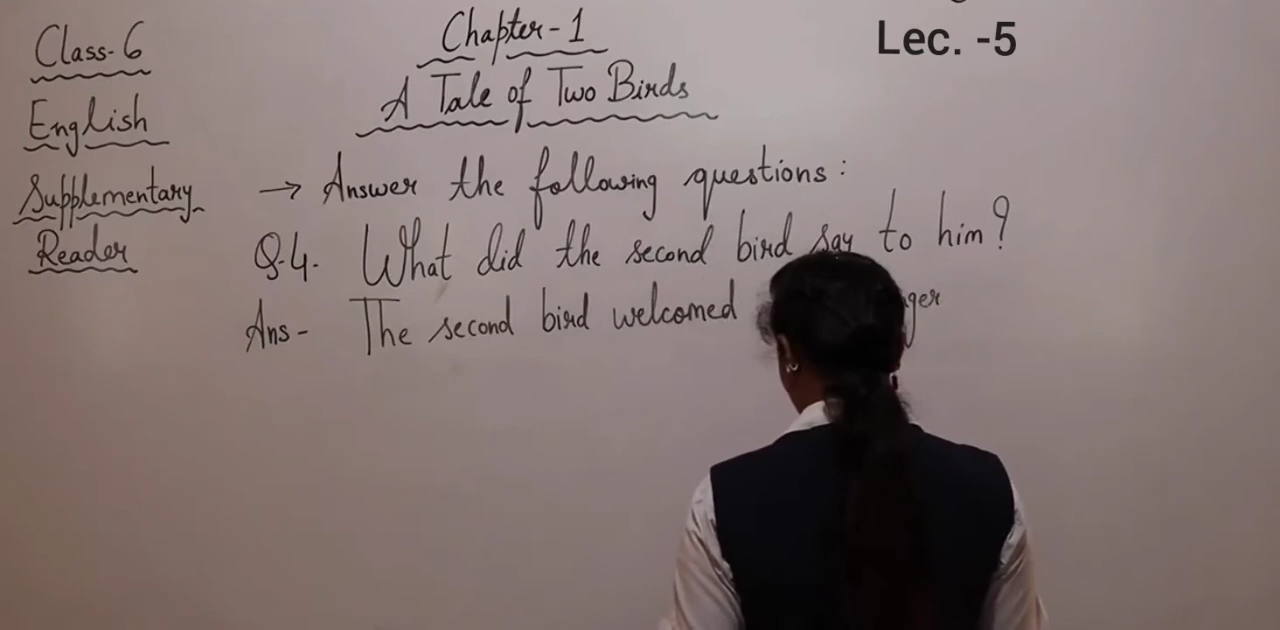 Lec. -5
Class-6
English
Supplementary
Reader
Chapter-1
A Tale of Two Birds
→ Answer the following questions:
Q.4. What did the second bird say to him?
Ans- The second bird welcomed